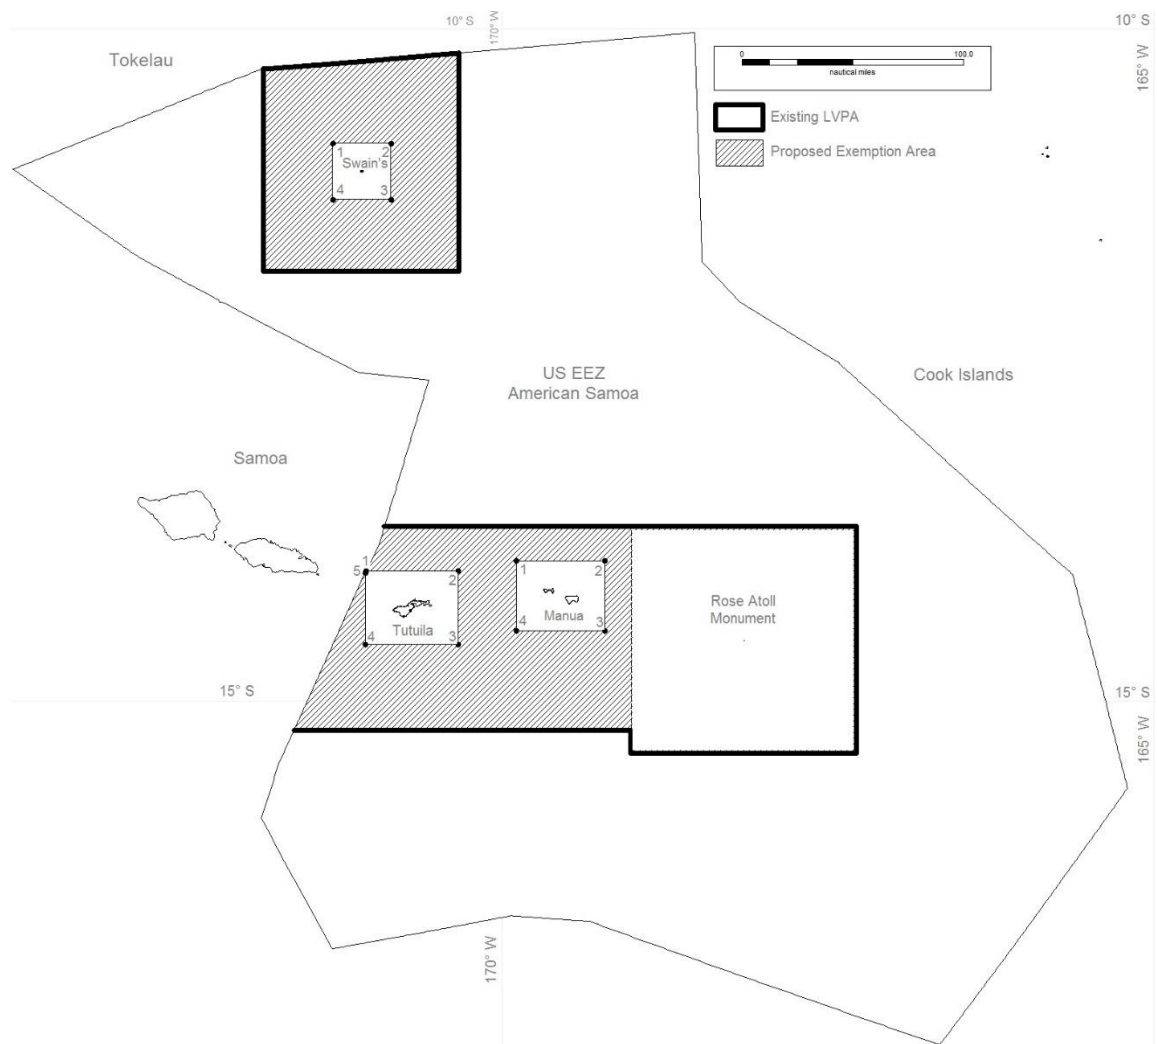 10° S
170° W
10° S
Tokelau
165° W
0
100.0
nautical miles
Existing LVPA
Proposed Exemption Area
1
2
Swain's
4
3
US EEZ
American Samoa
Cook Islands
Samoa
1
5
2
Tutuila
4
3
1
2
Manua
4
3
Rose Atoll
Monument
15° S
15° S
165° W
170° W